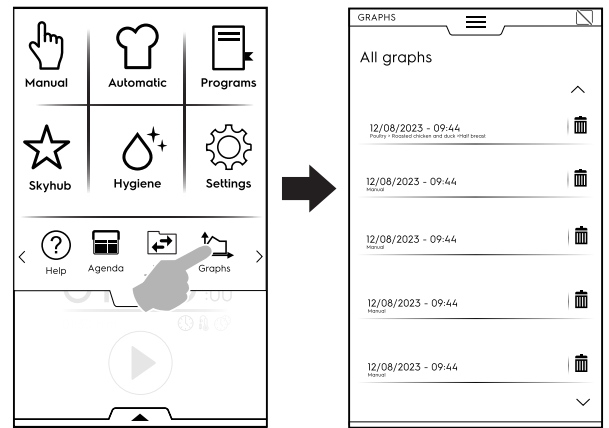 Manual
Automatic
Programs
Skyhub
Hygiene
Settings
Help
Agenda
Graphs
:00
GRAPHS
All graphs
12/08/2023 - 09:44
Poultry > Roasted chicken and duck >Half breast
12/08/2023 - 09:44
Manual
12/08/2023 - 09:44
Manual
12/08/2023 - 09:44
Manual
12/08/2023 - 09:44
Manual